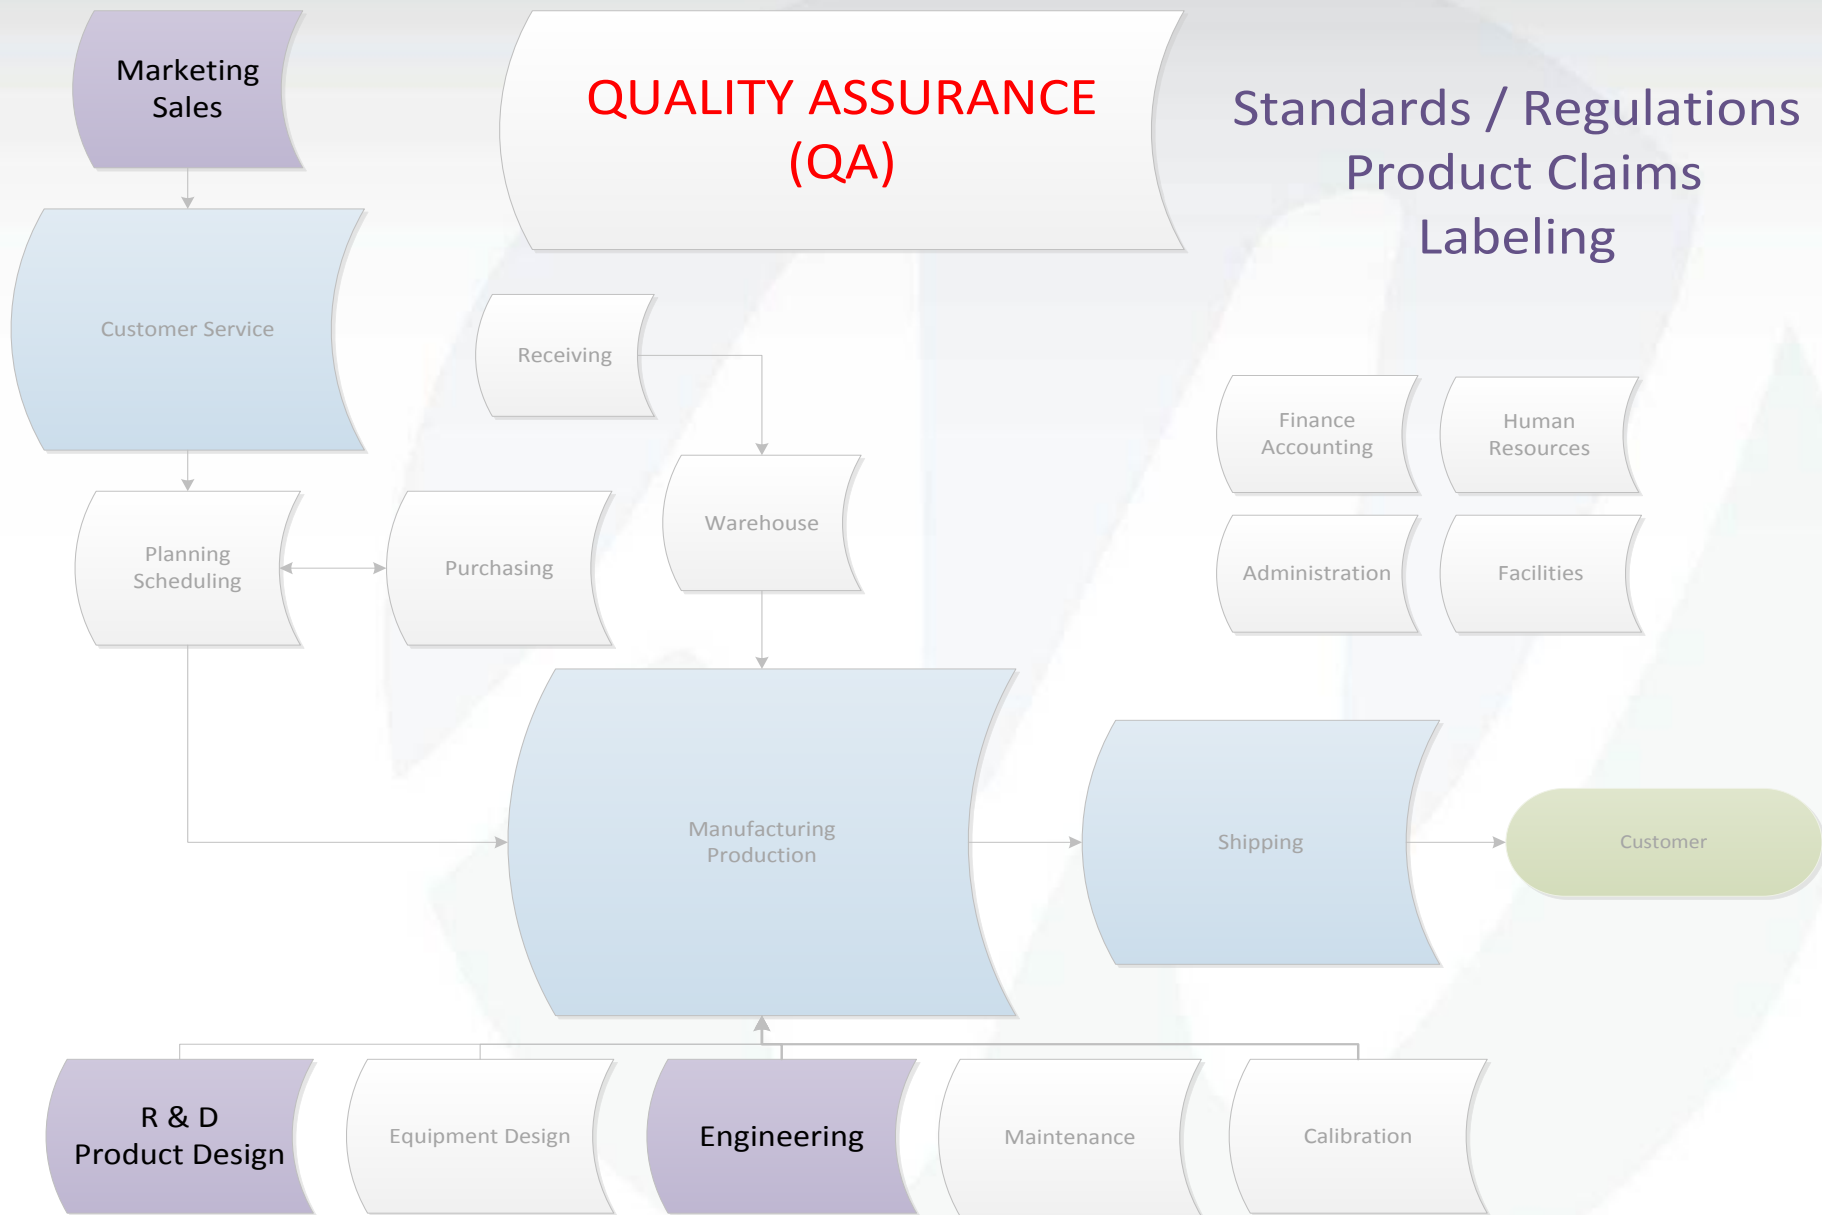 Marketing
Sales
QUALITY ASSURANCE
(QA)
Standards / Regulations
Product Claims
Labeling
Customer Service
Receiving
Finance
Accounting
Human
Resources
Warehouse
Planning
Scheduling
Purchasing
Administration
Facilities
Manufacturing
Production
Shipping
Customer
R & D
Product Design
Equipment Design
Engineering
Maintenance
Calibration